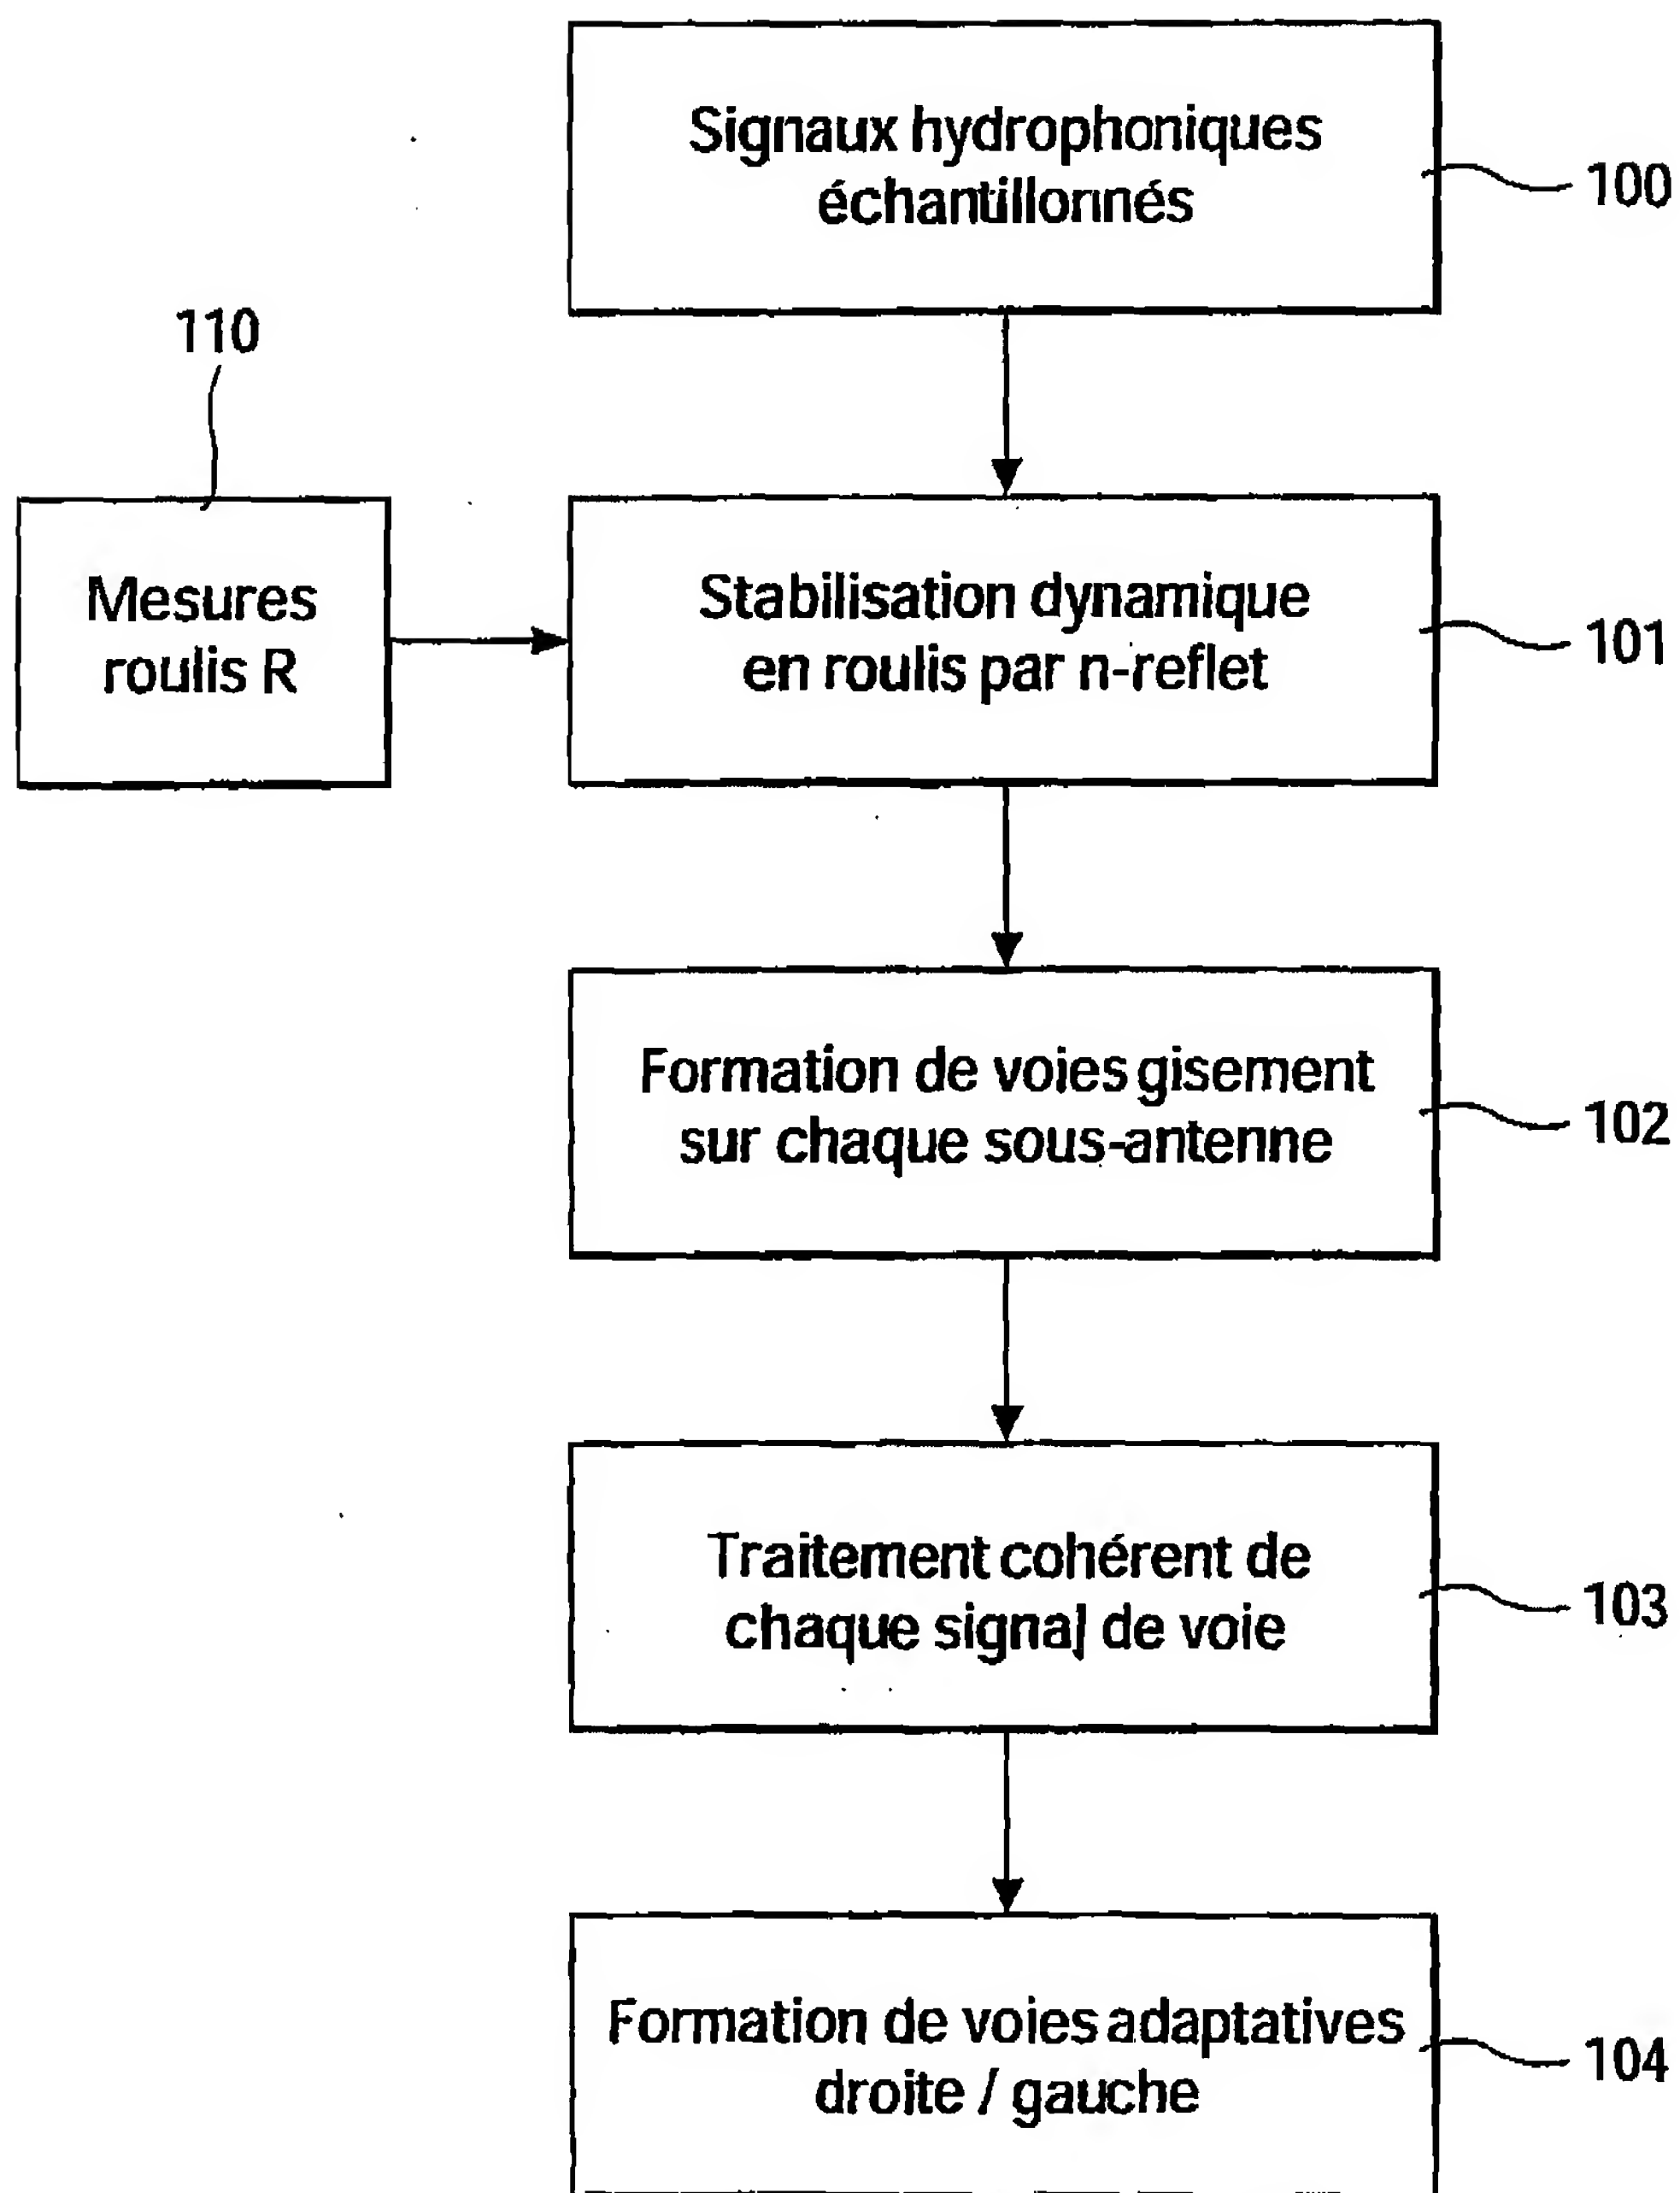 Signaux hydrophoniques
échantillonnés
100
110
Mesures
roulis R
Stabilisation dynamique
en roulis par n-reflet
101
Formation de voies gisement
sur chaque sous-antenne
102
Traitement cohérent de
chaque signal de voie
103
Formation de voies adaptatives
droite / gauche
104